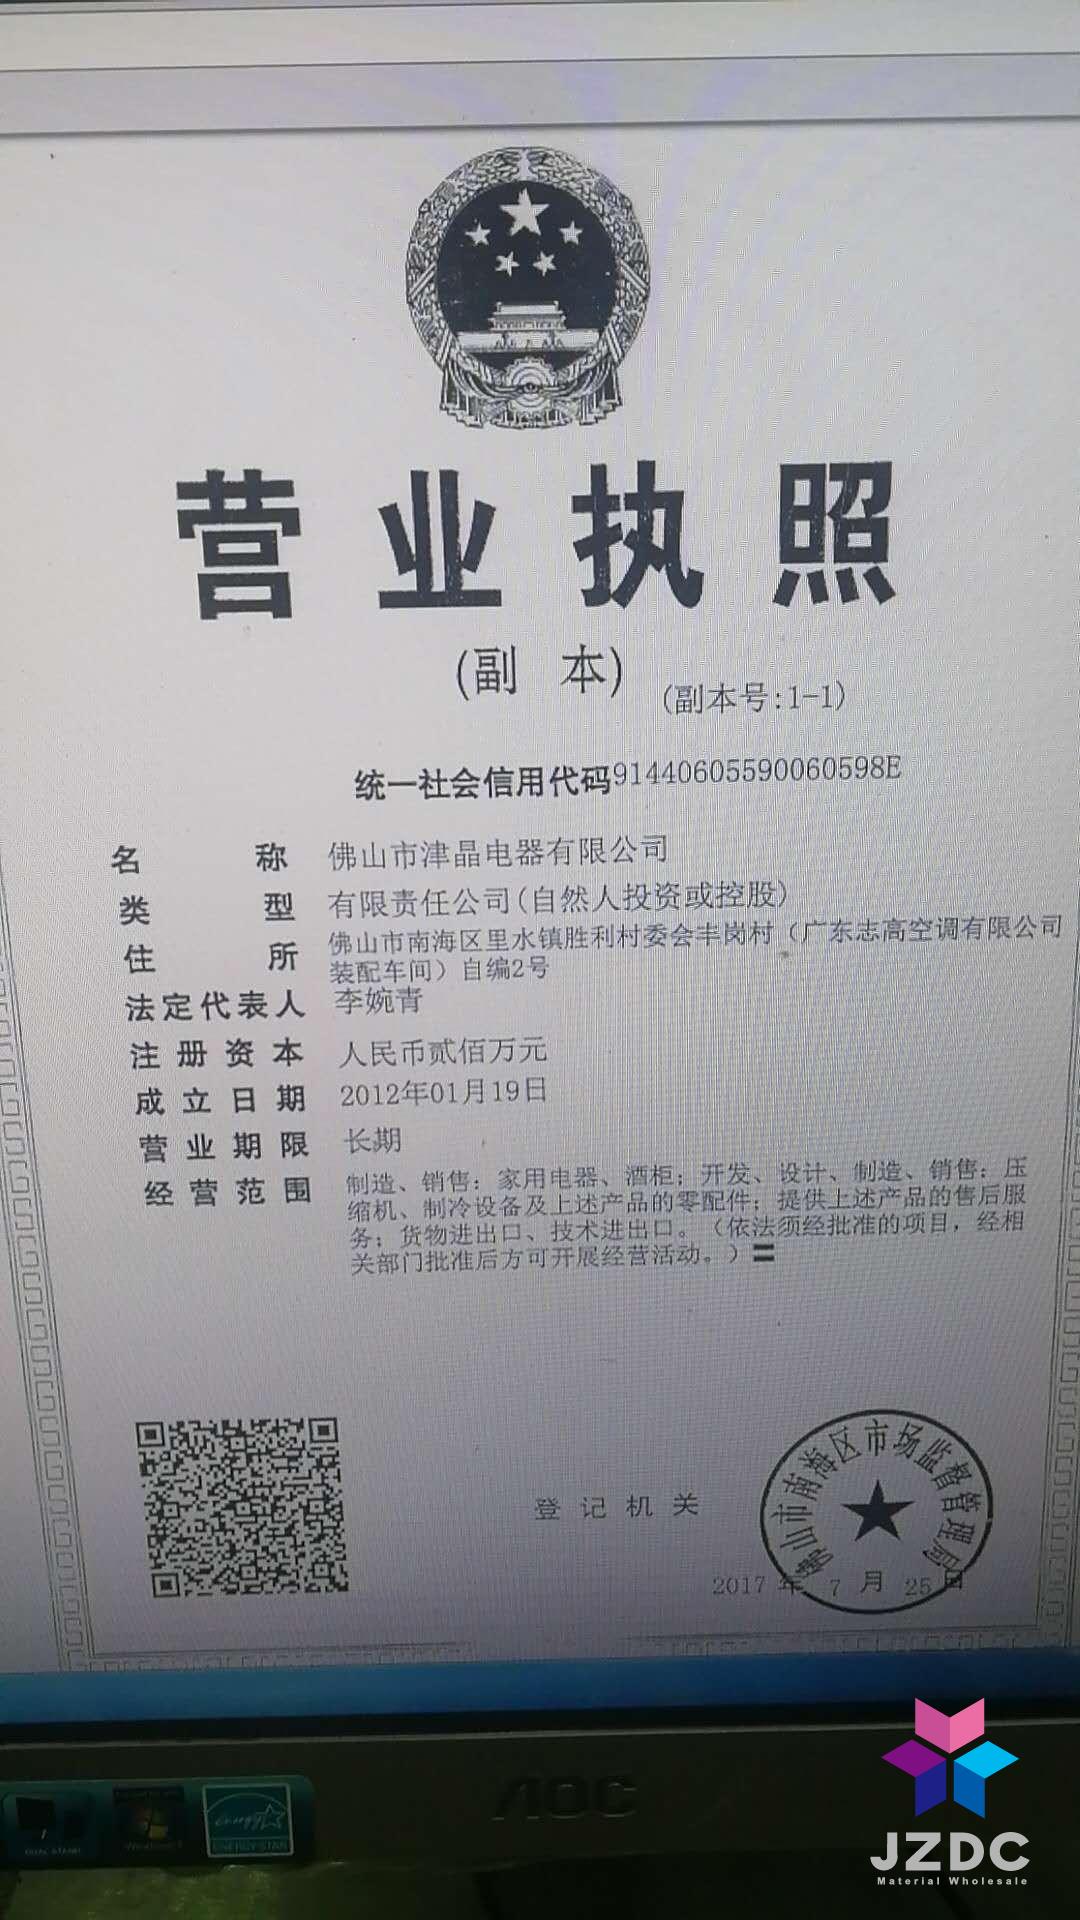 营业执照
(副 本)
(副本号:1-1)
统一社会信用代码91440605590060598E
名 称 佛山市津晶电器有限公司
类 型 有限责任公司(自然人投资或控股)
住 所 佛山市南海区里水镇胜利村委会丰岗村（广东志高空调有限公司
装配车间）自编2号
法定代表人 李婉青
注册资本 人民币贰佰万元
成立日期 2012年01月19日
营业期限 长期
经营范围 制造、销售：家用电器、酒柜；开发、设计、制造、销售：压
缩机、制冷设备及上述产品的零配件；提供上述产品的售后服
务；货物进出口、技术进出口。（依法须经批准的项目，经相
关部门批准后方可开展经营活动。）〓
登记机关
佛山市南海区市场监督管理局
2017 年 7 月 25 日
AOC
ENERGY STAR
JZDC
Material Wholesale